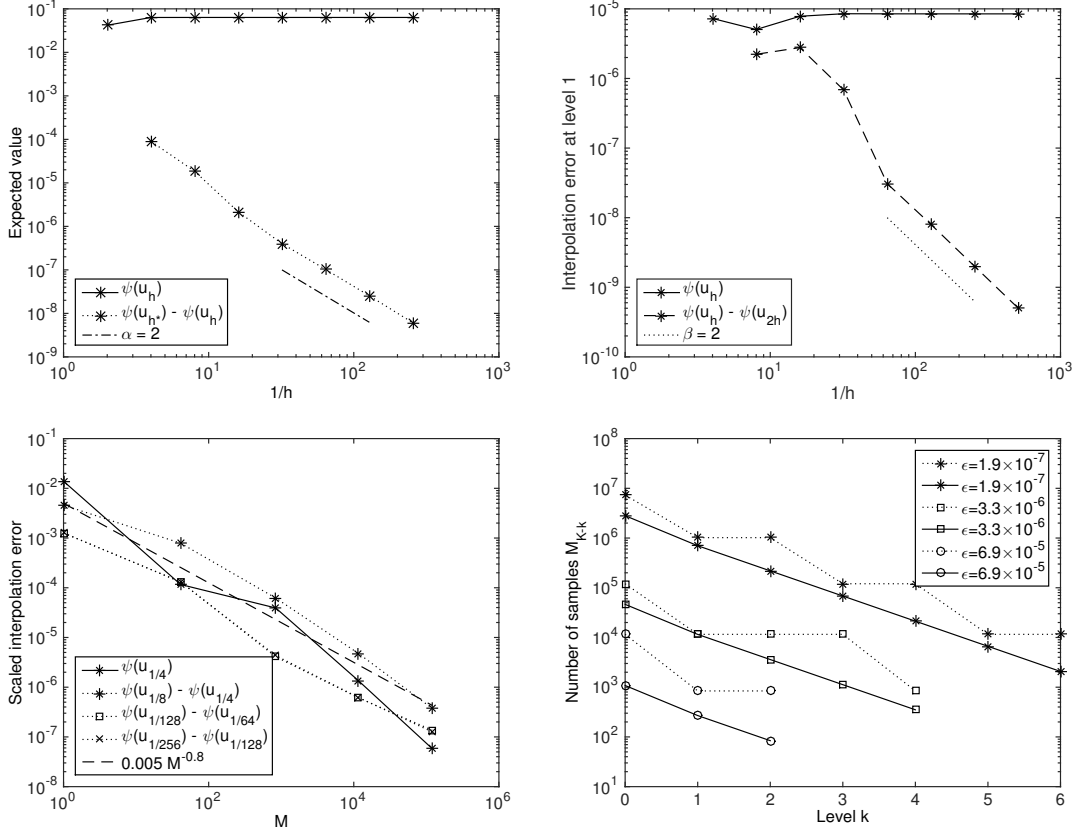 10^-1
10^0
10^-1
10^-2
10^-3
10^-4
10^-5
10^-6
10^-7
10^-8
10^-9
Expected value
10^0
10^1
10^2
10^3
1/h
ψ(u_h)
ψ(u_h*) - ψ(u_h)
α = 2
10^-5
10^-6
10^-7
10^-8
10^-9
10^-10
Interpolation error at level 1
10^0
10^1
10^2
10^3
1/h
ψ(u_h)
ψ(u_h) - ψ(u_2h)
β = 2
10^-1
10^-2
10^-3
10^-4
10^-5
10^-6
10^-7
10^-8
Scaled interpolation error
10^0
10^2
10^4
10^6
M
ψ(u_1/4)
ψ(u_1/8) - ψ(u_1/4)
ψ(u_1/128) - ψ(u_1/64)
ψ(u_1/256) - ψ(u_1/128)
0.005 M^-0.8
10^8
10^7
10^6
10^5
10^4
10^3
10^2
10^1
Number of samples M_K-k
0
1
2
3
4
5
6
Level k
ϵ=1.9×10^-7
ϵ=1.9×10^-7
ϵ=3.3×10^-6
ϵ=3.3×10^-6
ϵ=6.9×10^-5
ϵ=6.9×10^-5